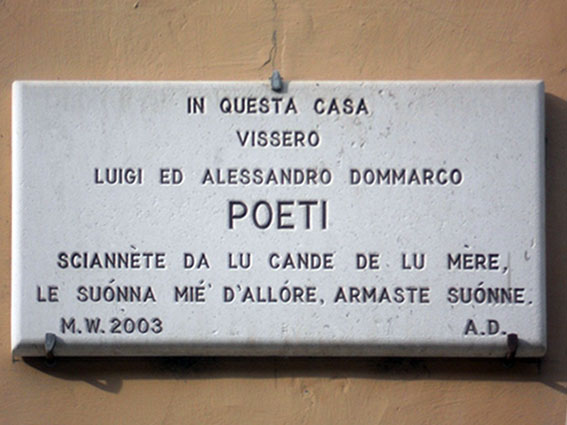 IN QUESTA CASA
VISSERO
LUIGI ED ALESSANDRO DOMMARCO
POETI
SCIANNÈTE DA LU CANDE DE LU MÈRE,
LE SUÓNNA MIÉ' D'ALLÓRE, ARMASTE SUÓNNE.
M.W. 2003 A.D.